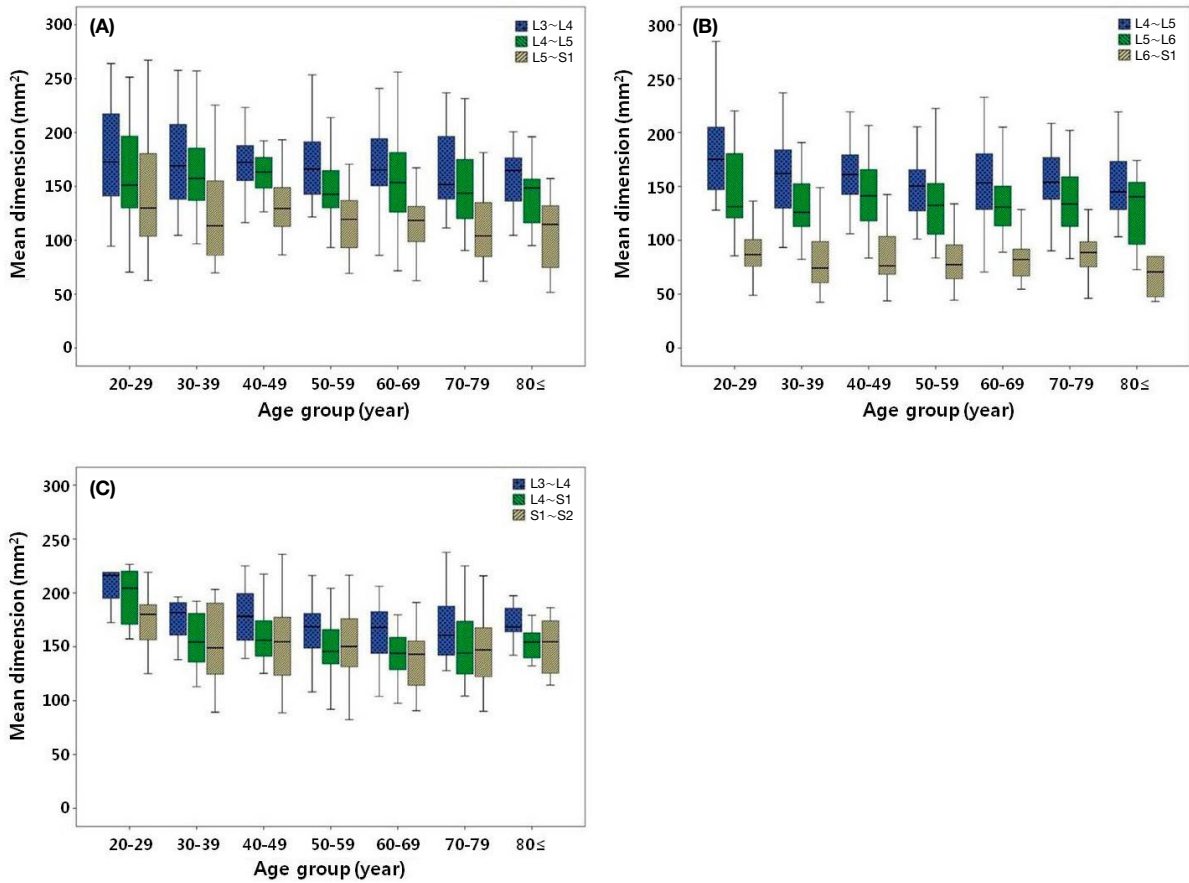 (A)
L3~L4
L4~L5
L5~S1
Mean dimension (mm²)
300
250
200
150
100
50
0
20-29 30-39 40-49 50-59 60-69 70-79 80≤
Age group (year)
(B)
L4~L5
L5~L6
L6~S1
Mean dimension (mm²)
300
250
200
150
100
50
0
20-29 30-39 40-49 50-59 60-69 70-79 80≤
Age group (year)
(C)
L3~L4
L4~S1
S1~S2
Mean dimension (mm²)
300
250
200
150
100
50
0
20-29 30-39 40-49 50-59 60-69 70-79 80≤
Age group (year)